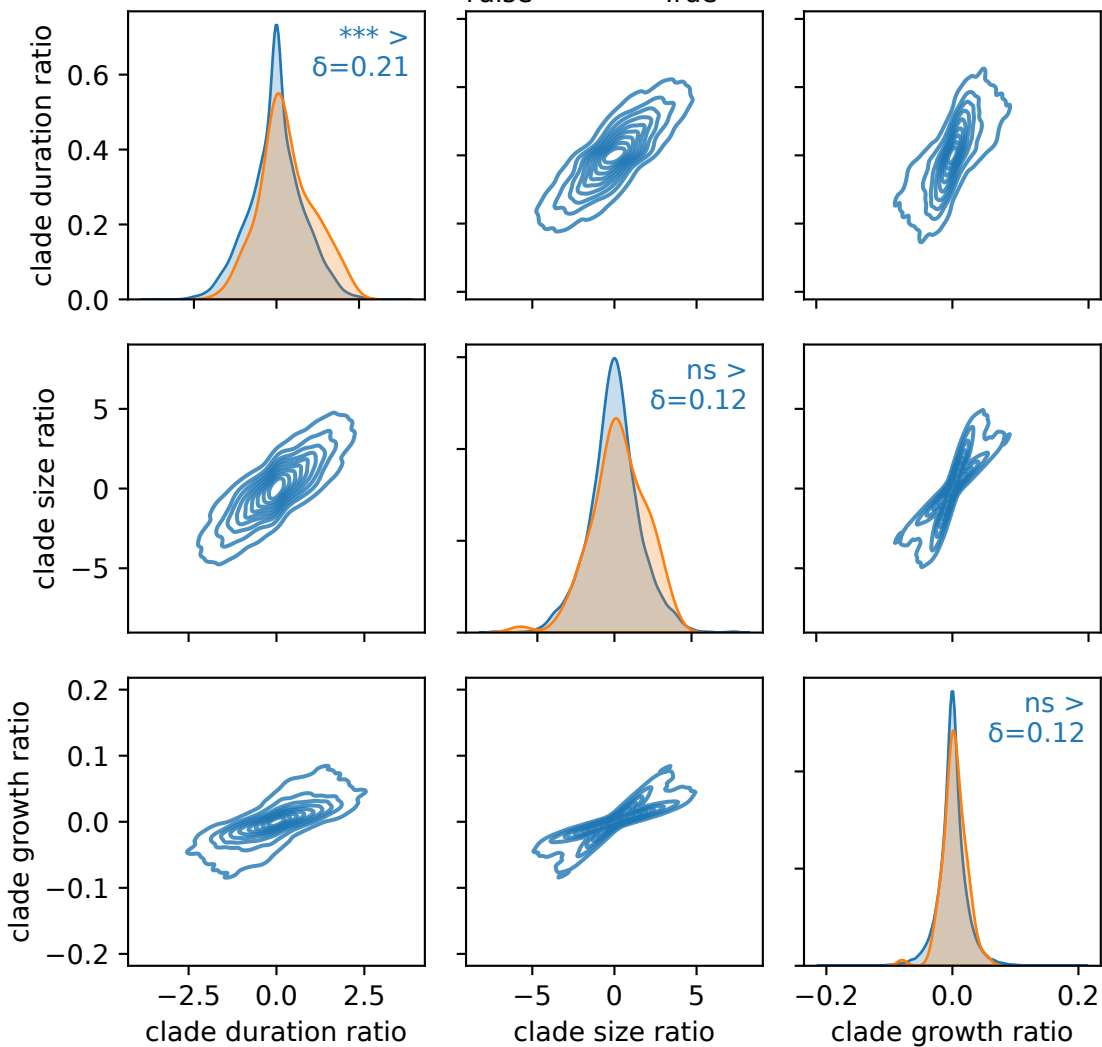 clade duration ratio
0.6
0.4
0.2
0.0
*** >
δ=0.21
clade size ratio
5
0
−5
ns >
δ=0.12
clade growth ratio
0.2
0.1
0.0
−0.1
−0.2
ns >
δ=0.12
−2.5 0.0 2.5
−5 0 5
−0.2 0.0 0.2
clade duration ratio
clade size ratio
clade growth ratio